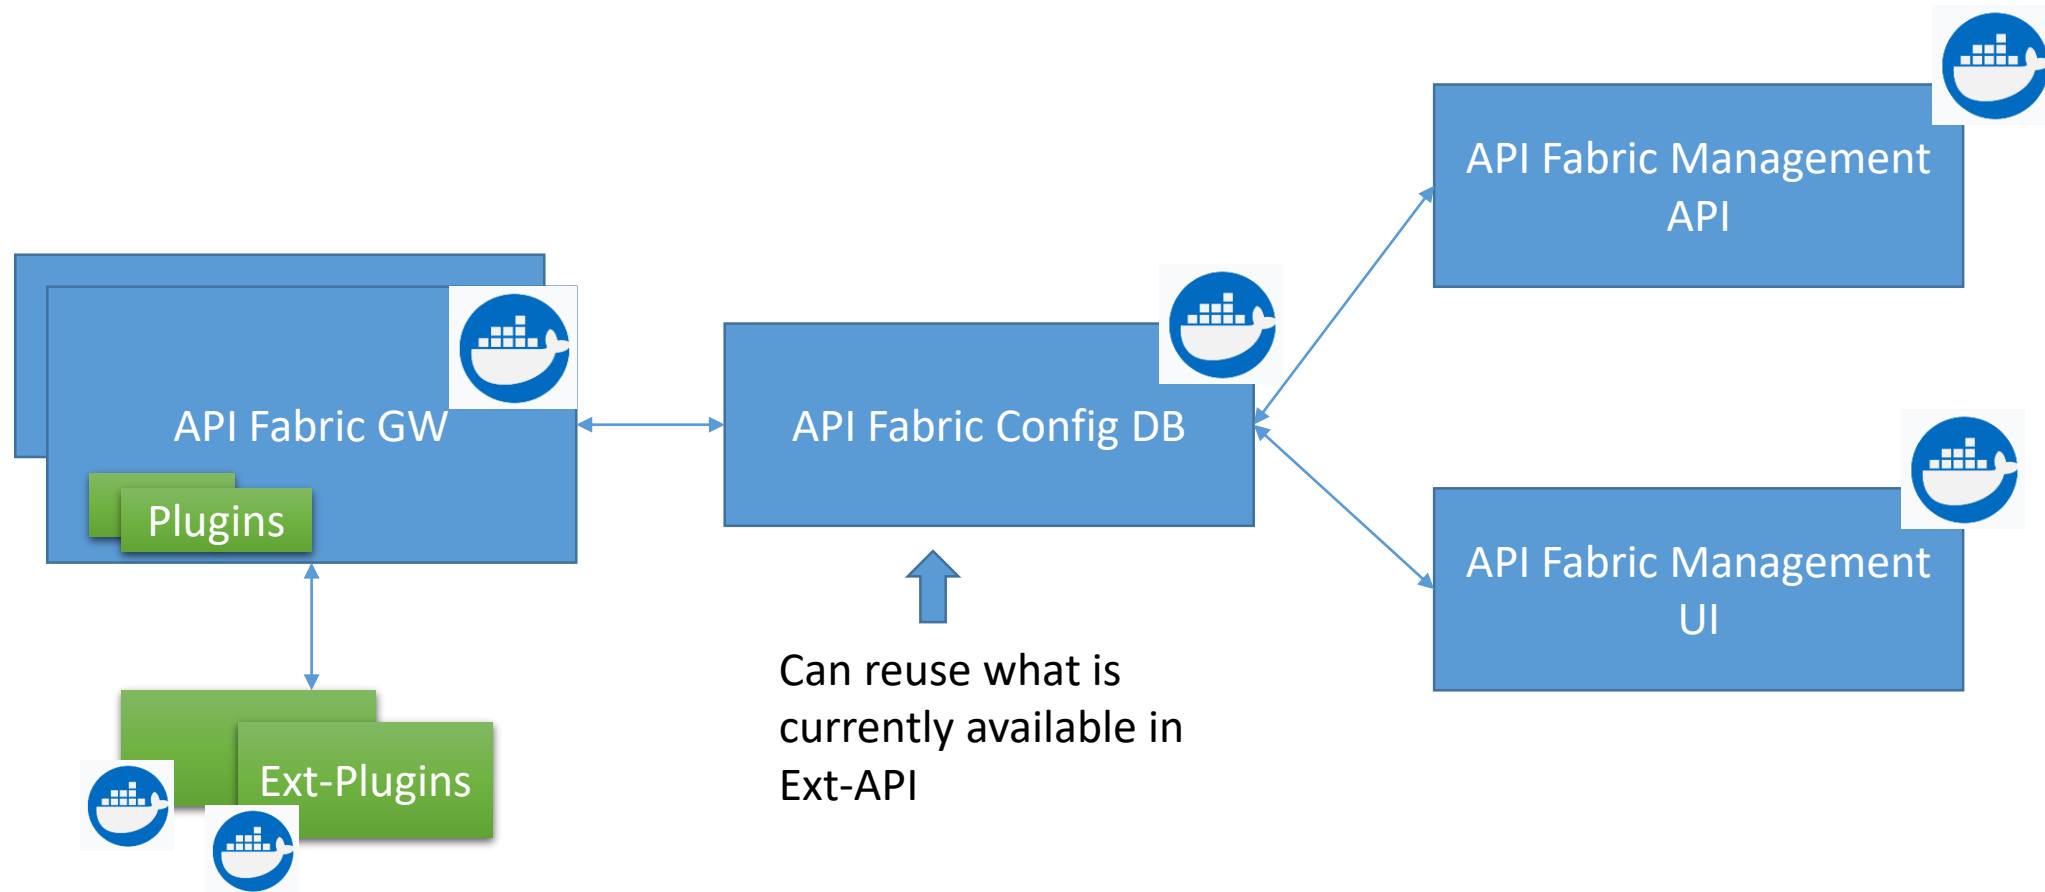 API Fabric Management
API
API Fabric GW
API Fabric Config DB
Plugins
API Fabric Management
UI
Can reuse what is
currently available in
Ext-API
Ext-Plugins